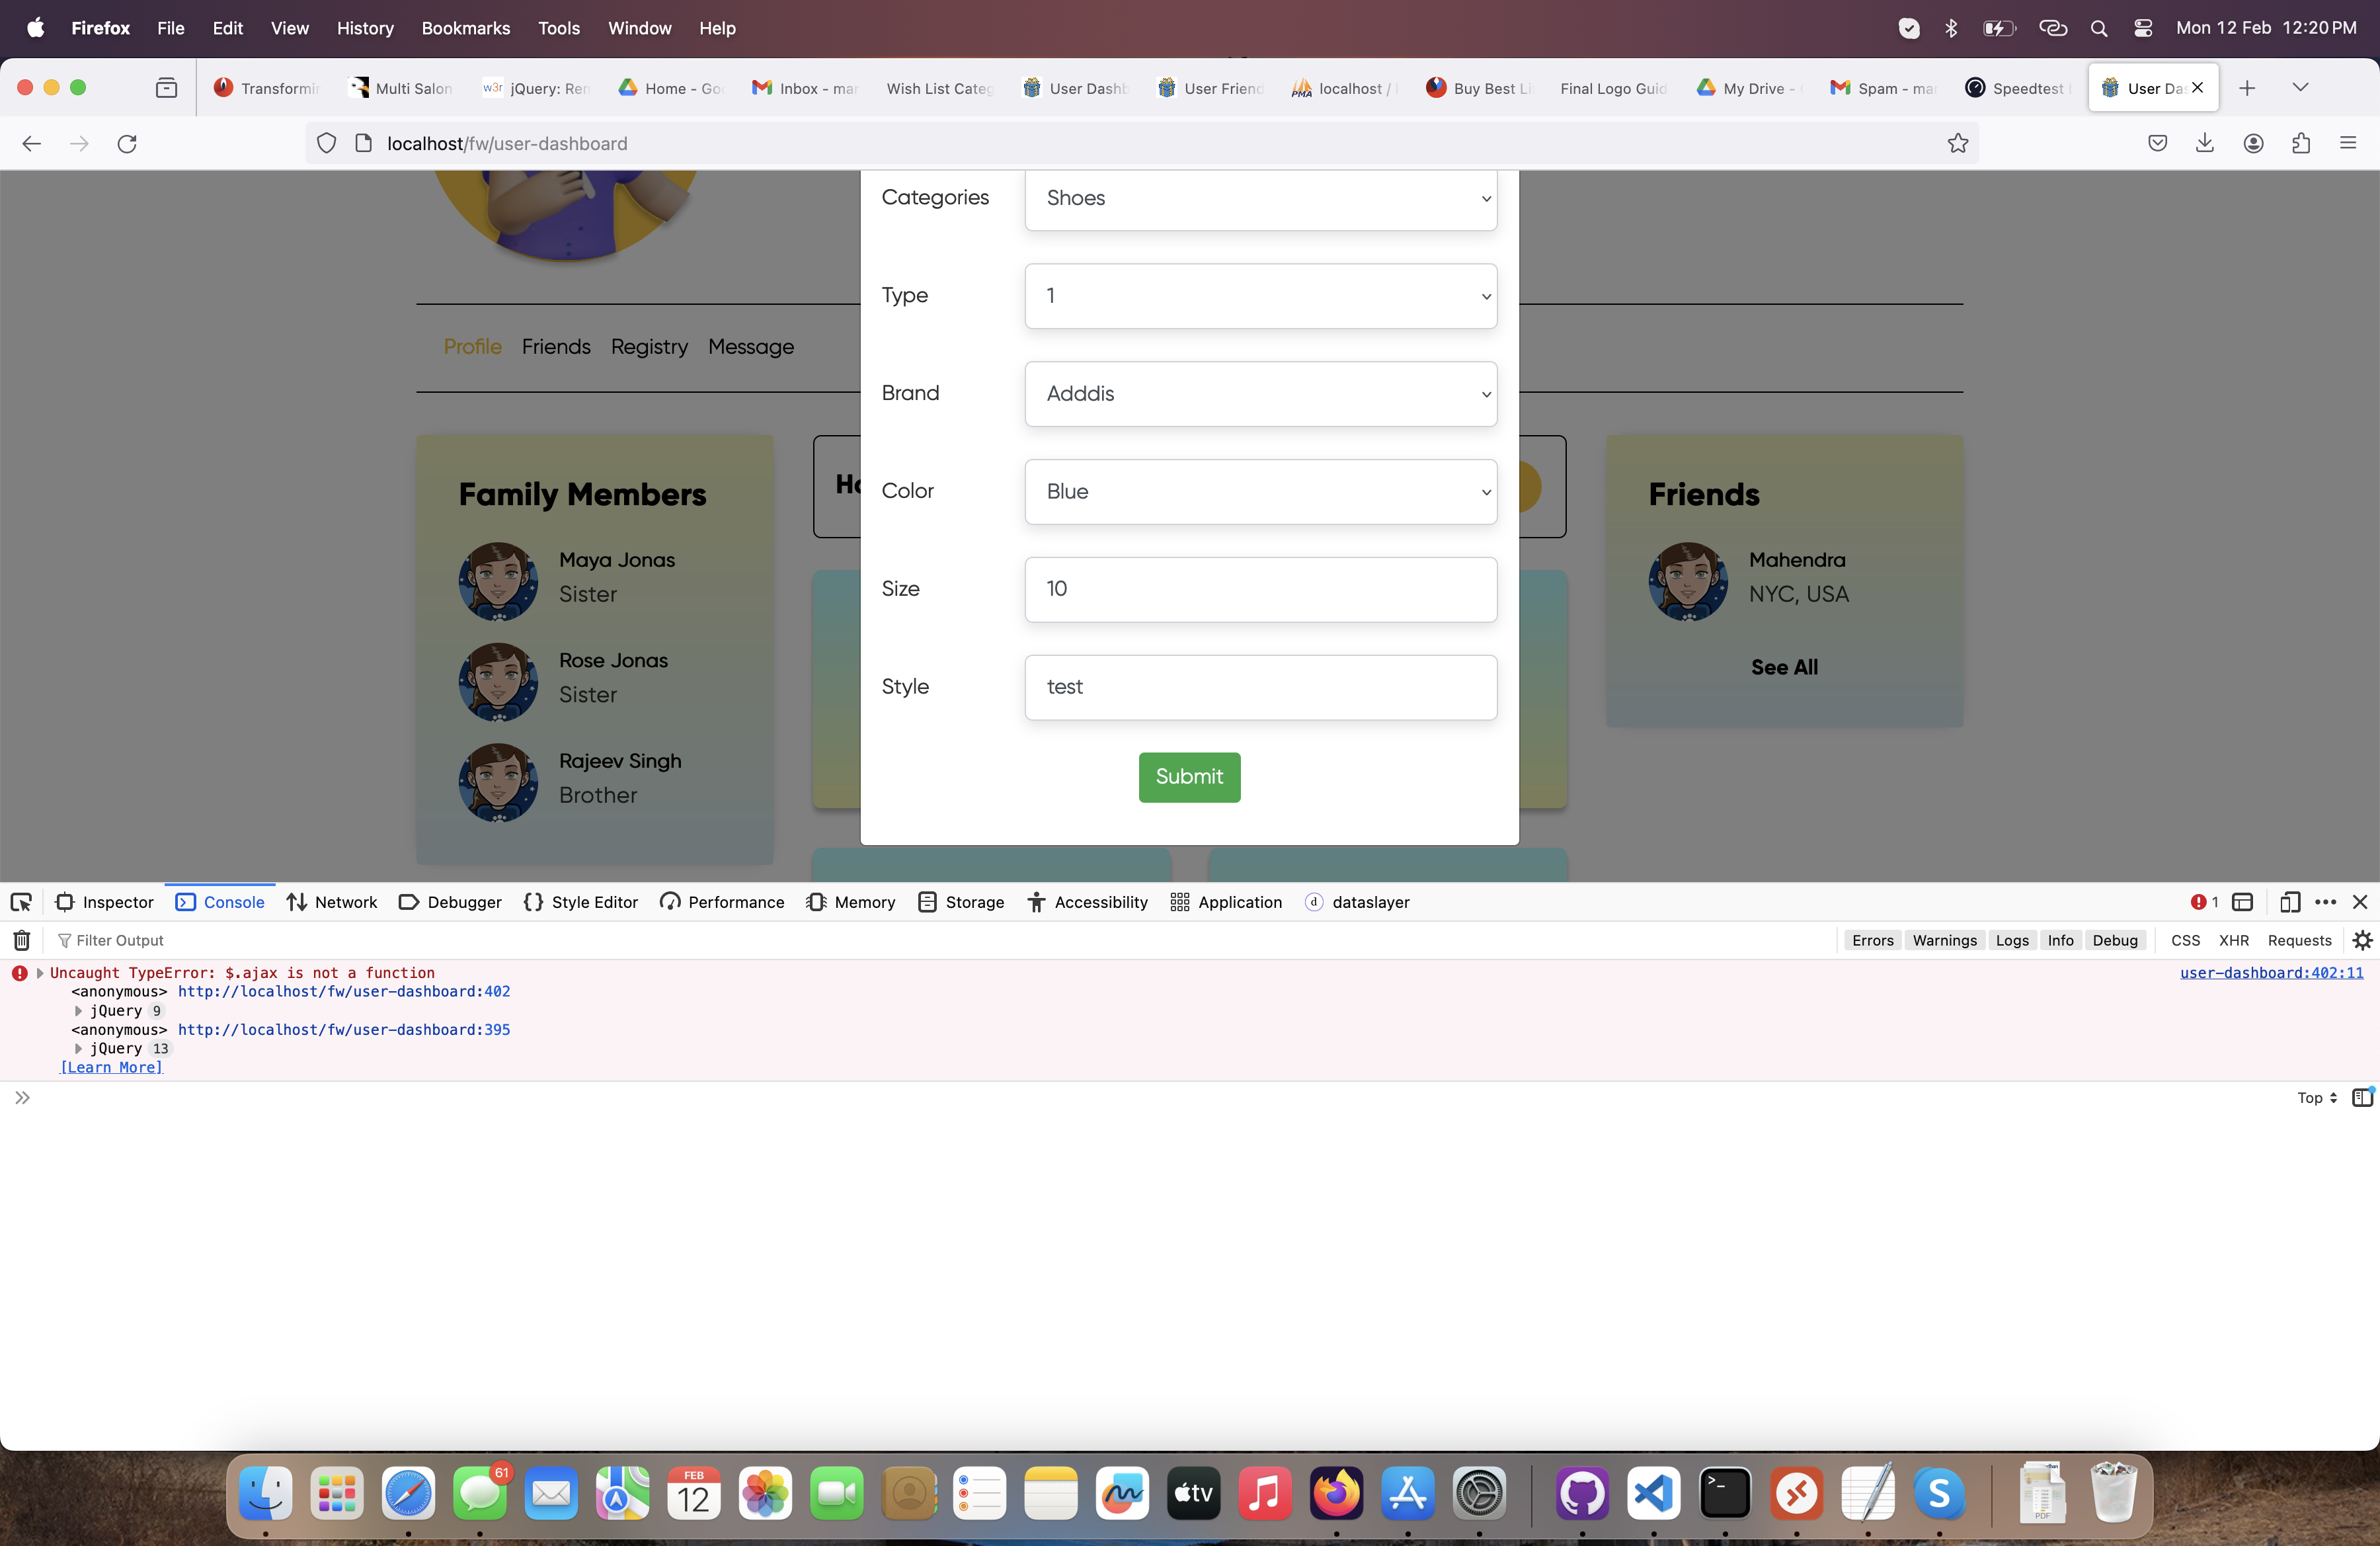 Firefox File Edit View History Bookmarks Tools Window Help
Mon 12 Feb 12:20 PM
Transformin
Multi Salon
w3r jQuery: Ren
Home - Goo
Inbox - mar
Wish List Categ
User Dashb
User Friend
PMA localhost /
Buy Best Li
Final Logo Guid
My Drive -
Spam - ma
Speedtest
User Da
localhost/fw/user-dashboard
Categories Shoes
Type 1
Profile Friends Registry Message
Brand Adddis
Color Blue
Size 10
Style test
Submit
Family Members
Maya Jonas
Sister
Rose Jonas
Sister
Rajeev Singh
Brother
Friends
Mahendra
NYC, USA
See All
Inspector Console Network Debugger Style Editor Performance Memory Storage Accessibility Application d dataslayer 1
Filter Output Errors Warnings Logs Info Debug CSS XHR Requests
Uncaught TypeError: $.ajax is not a function user-dashboard:402:11
<anonymous> http://localhost/fw/user-dashboard:402
jQuery 9
<anonymous> http://localhost/fw/user-dashboard:395
jQuery 13
[Learn More]
Top
61
FEB
12
tv
S
PDF